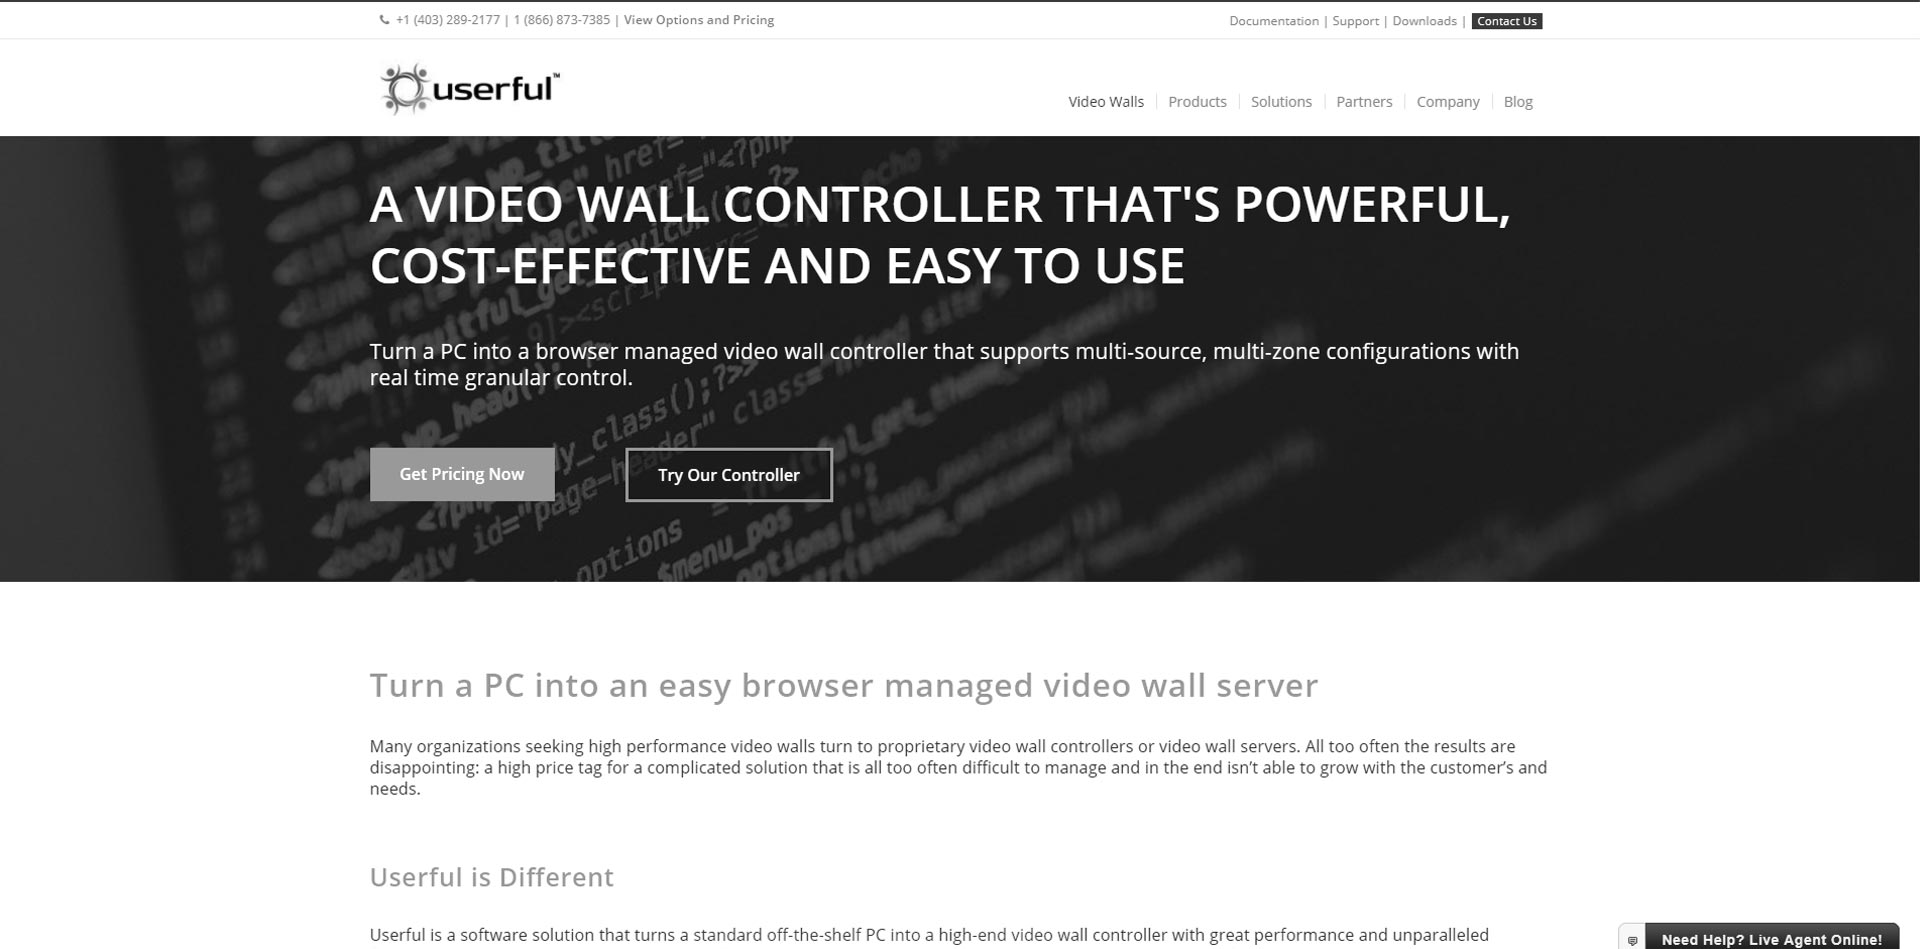 +1 (403) 289-2177 | 1 (866) 873-7385 | View Options and Pricing
Documentation | Support | Downloads | Contact Us
userful™
Video Walls Products Solutions Partners Company Blog
A VIDEO WALL CONTROLLER THAT'S POWERFUL,
COST-EFFECTIVE AND EASY TO USE
Turn a PC into a browser managed video wall controller that supports multi-source, multi-zone configurations with
real time granular control.
Get Pricing Now
Try Our Controller
Turn a PC into an easy browser managed video wall server
Many organizations seeking high performance video walls turn to proprietary video wall controllers or video wall servers. All too often the results are
disappointing: a high price tag for a complicated solution that is all too often difficult to manage and in the end isn’t able to grow with the customer’s and
needs.
Userful is Different
Userful is a software solution that turns a standard off-the-shelf PC into a high-end video wall controller with great performance and unparalleled
Need Help? Live Agent Online!